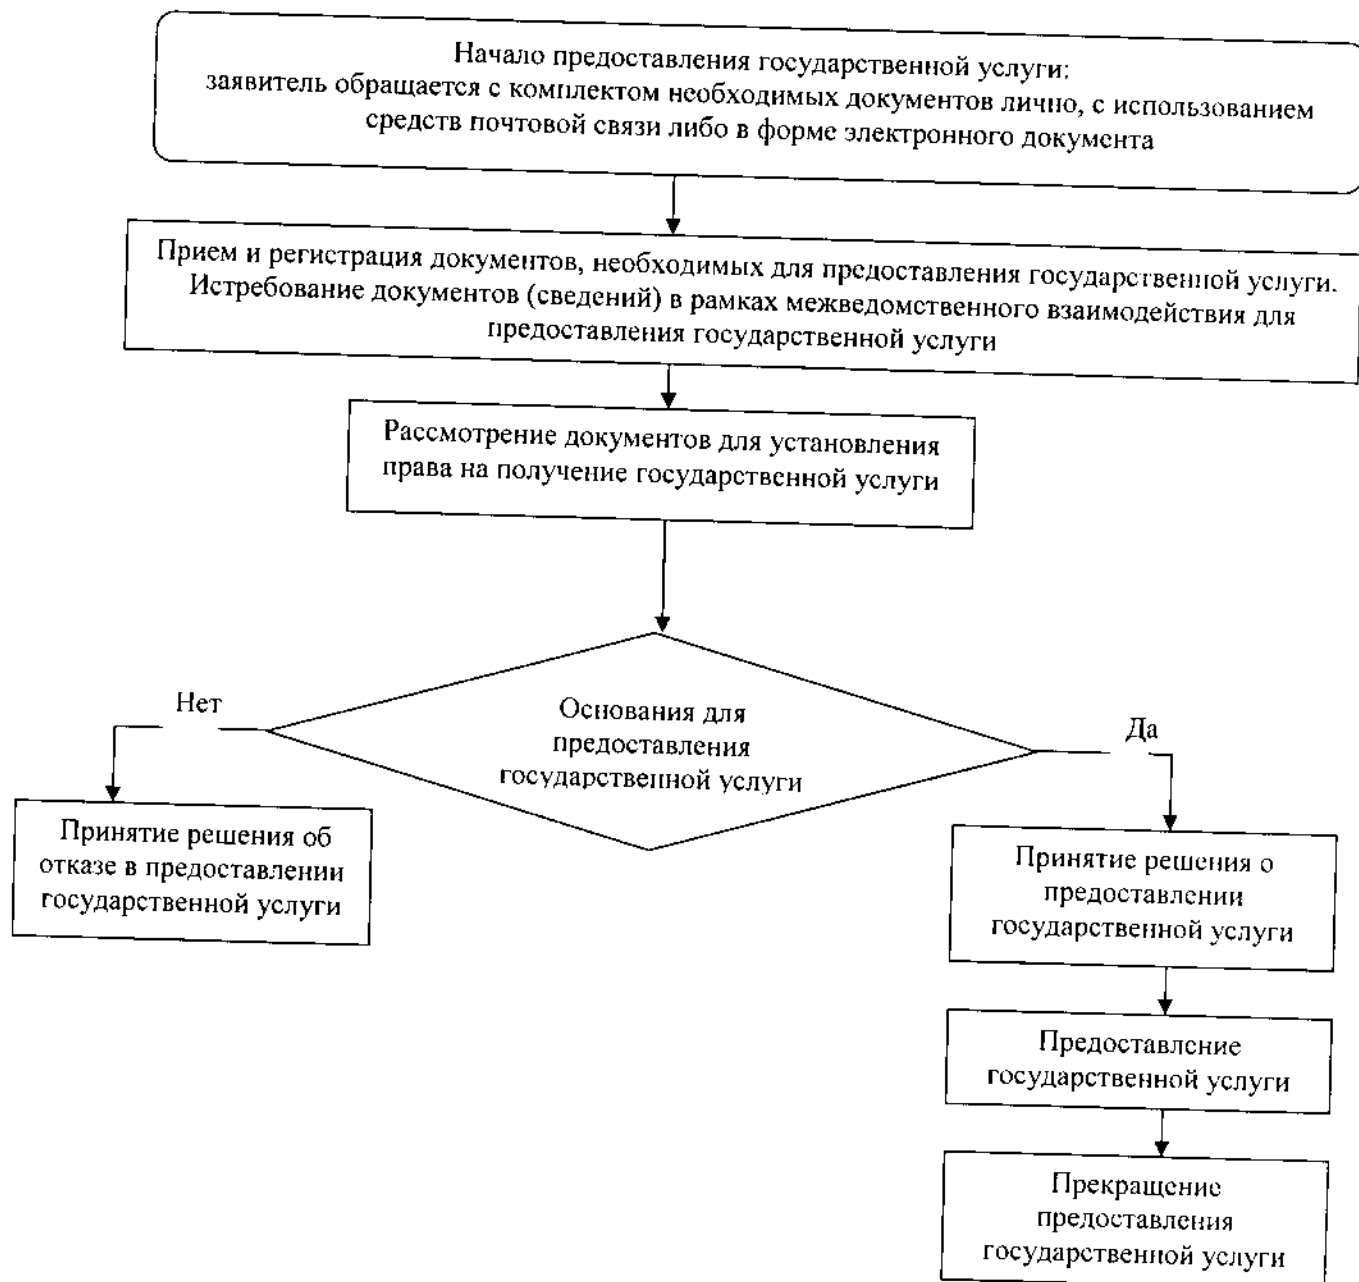 Начало предоставления государственной услуги:
заявитель обращается с комплектом необходимых документов лично, с использованием
средств почтовой связи либо в форме электронного документа
Прием и регистрация документов, необходимых для предоставления государственной услуги.
Истребование документов (сведений) в рамках межведомственного взаимодействия для
предоставления государственной услуги
Рассмотрение документов для установления
права на получение государственной услуги
Основания для
предоставления
государственной услуги
Нет
Да
Принятие решения об
отказе в предоставлении
государственной услуги
Принятие решения о
предоставлении
государственной услуги
Предоставление
государственной услуги
Прекращение
предоставления
государственной услуги